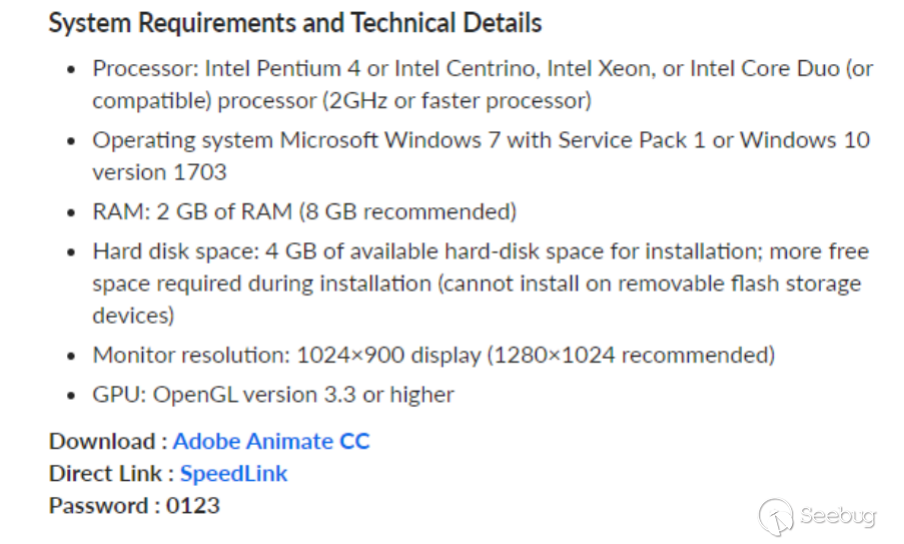 System Requirements and Technical Details
• Processor: Intel Pentium 4 or Intel Centrino, Intel Xeon, or Intel Core Duo (or
compatible) processor (2GHz or faster processor)
• Operating system Microsoft Windows 7 with Service Pack 1 or Windows 10
version 1703
• RAM: 2 GB of RAM (8 GB recommended)
• Hard disk space: 4 GB of available hard-disk space for installation; more free
space required during installation (cannot install on removable flash storage
devices)
• Monitor resolution: 1024×900 display (1280×1024 recommended)
• GPU: OpenGL version 3.3 or higher
Download : Adobe Animate CC
Direct Link : SpeedLink
Password : 0123
Seebug